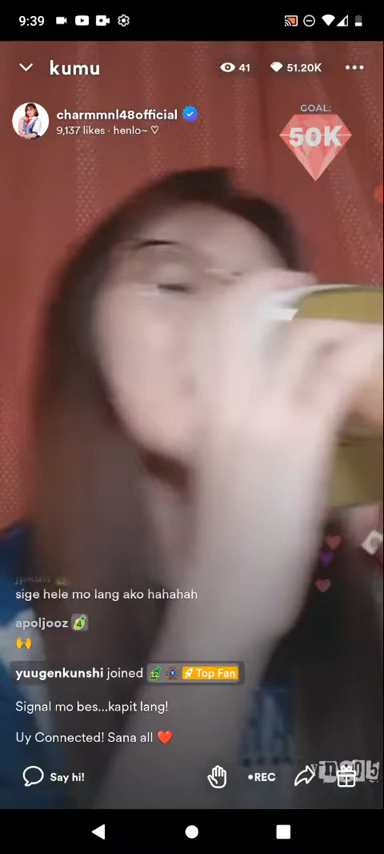 9:39
kumu
41
51.20K
charmmnl48official
9,137 likes · henlo~ ♡
GOAL:
50K
sige hele mo lang ako hahahah
apoljooz 4
🙌
yuugenkunshi joined Top Fan
Signal mo bes...kapit lang!
Uy Connected! Sana all ❤️
Say hi!
•REC